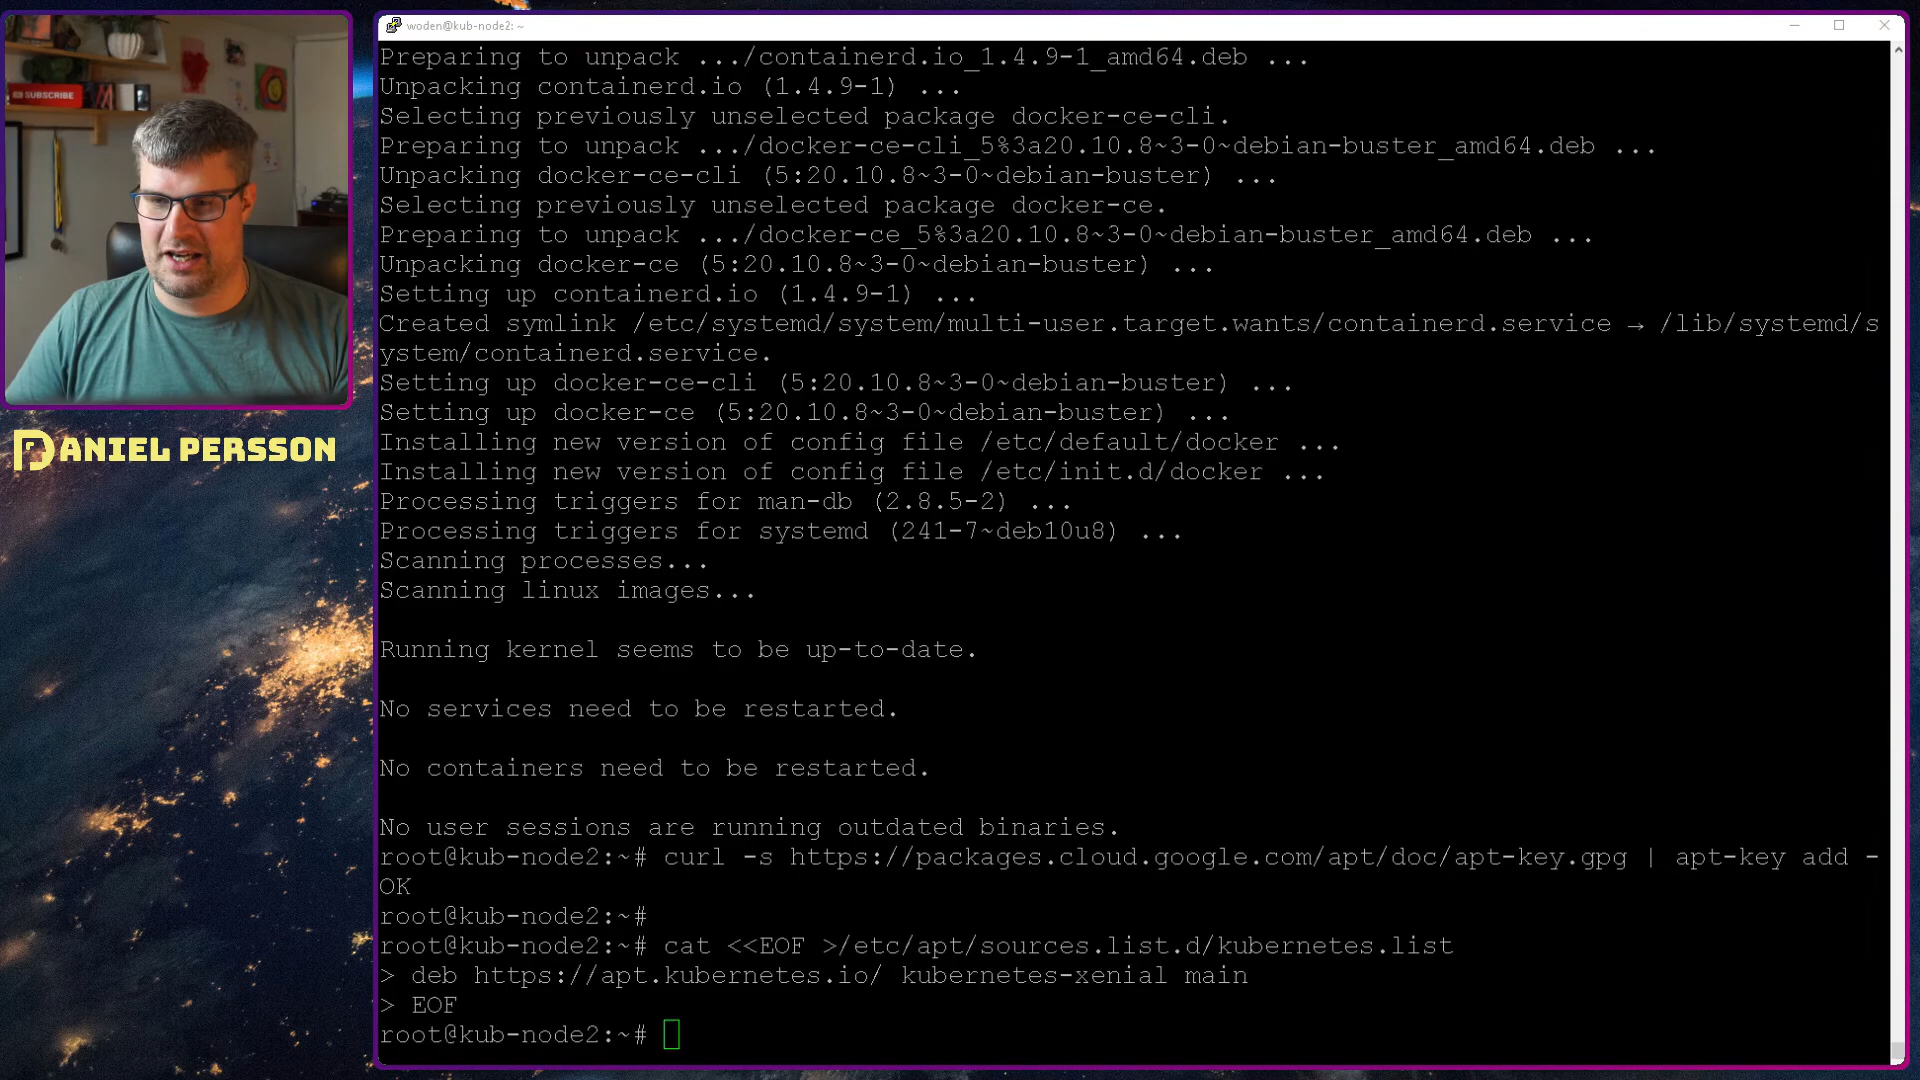 woden@kub-node2: ~
Preparing to unpack .../containerd.io_1.4.9-1_amd64.deb ...
Unpacking containerd.io (1.4.9-1) ...
Selecting previously unselected package docker-ce-cli.
Preparing to unpack .../docker-ce-cli_5%3a20.10.8~3-0~debian-buster_amd64.deb ...
Unpacking docker-ce-cli (5:20.10.8~3-0~debian-buster) ...
Selecting previously unselected package docker-ce.
Preparing to unpack .../docker-ce_5%3a20.10.8~3-0~debian-buster_amd64.deb ...
Unpacking docker-ce (5:20.10.8~3-0~debian-buster) ...
Setting up containerd.io (1.4.9-1) ...
Created symlink /etc/systemd/system/multi-user.target.wants/containerd.service → /lib/systemd/s
ystem/containerd.service.
Setting up docker-ce-cli (5:20.10.8~3-0~debian-buster) ...
Setting up docker-ce (5:20.10.8~3-0~debian-buster) ...
Installing new version of config file /etc/default/docker ...
Installing new version of config file /etc/init.d/docker ...
Processing triggers for man-db (2.8.5-2) ...
Processing triggers for systemd (241-7~deb10u8) ...
Scanning processes...
Scanning linux images...
Running kernel seems to be up-to-date.
No services need to be restarted.
No containers need to be restarted.
No user sessions are running outdated binaries.
root@kub-node2:~# curl -s https://packages.cloud.google.com/apt/doc/apt-key.gpg | apt-key add -
OK
root@kub-node2:~#
root@kub-node2:~# cat <<EOF >/etc/apt/sources.list.d/kubernetes.list
> deb https://apt.kubernetes.io/ kubernetes-xenial main
> EOF
root@kub-node2:~#
SUBSCRIBE
DANIEL PERSSON